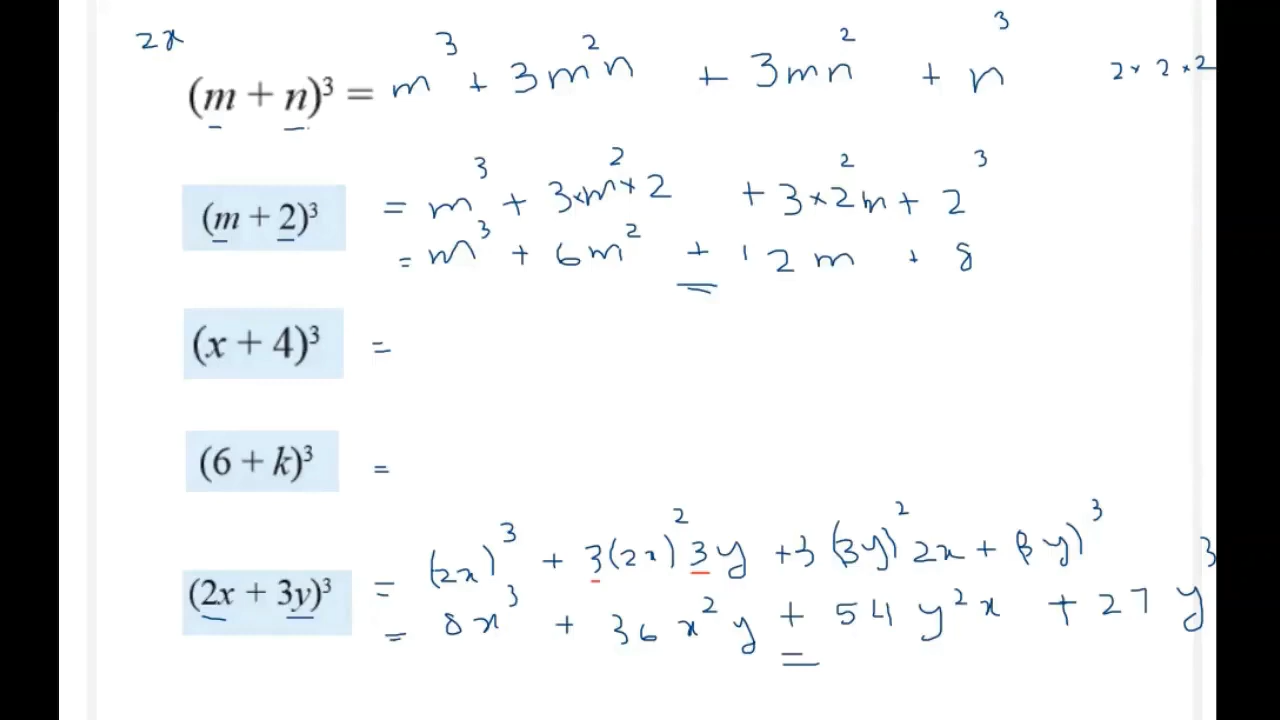 2x
(m + n)³ = m³ + 3m²n + 3mn² + n³ 2×2×2
(m + 2)³ = m³ + 3×m²×2 + 3×2²m + 2³
= m³ + 6m² + 12m + 8
(x + 4)³ =
(6 + k)³ =
(2x + 3y)³ = (2x)³ + 3(2x)²3y + 3(3y)²2x + (3y)³
= 8x³ + 36x²y + 54y²x + 27y³